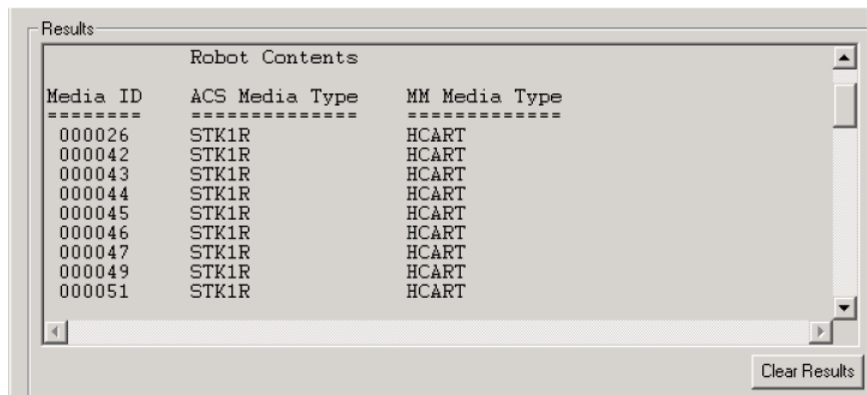 Results
Robot Contents
Media ID ACS Media Type MM Media Type
======== ============== =============
000026 STK1R HCART
000042 STK1R HCART
000043 STK1R HCART
000044 STK1R HCART
000045 STK1R HCART
000046 STK1R HCART
000047 STK1R HCART
000049 STK1R HCART
000051 STK1R HCART
Clear Results